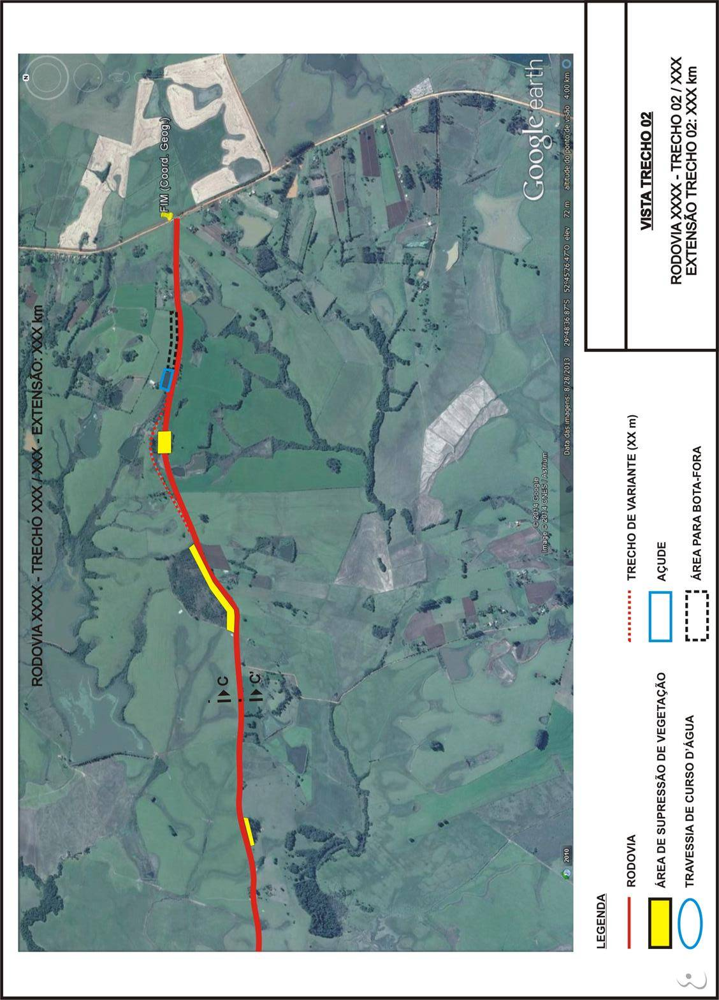 RODOVIA XXXX - TRECHO XXX / XXX - EXTENSÃO: XXX km
N
FIM (Coord. Geog.)
C
C'
© 2014 Google
Image © 2014 CNES / Astrium
Google earth
2010
Data das imagens: 8/28/2013 29°48'36.87"S 52°45'26.47"O elev 72 m altitude do ponto de visão 4.00 km
LEGENDA
RODOVIA
ÁREA DE SUPRESSÃO DE VEGETAÇÃO
TRAVESSIA DE CURSO D'ÁGUA
TRECHO DE VARIANTE (XX m)
AÇUDE
ÁREA PARA BOTA-FORA
VISTA TRECHO 02
RODOVIA XXXX - TRECHO 02 / XXX
EXTENSÃO TRECHO 02: XXX km